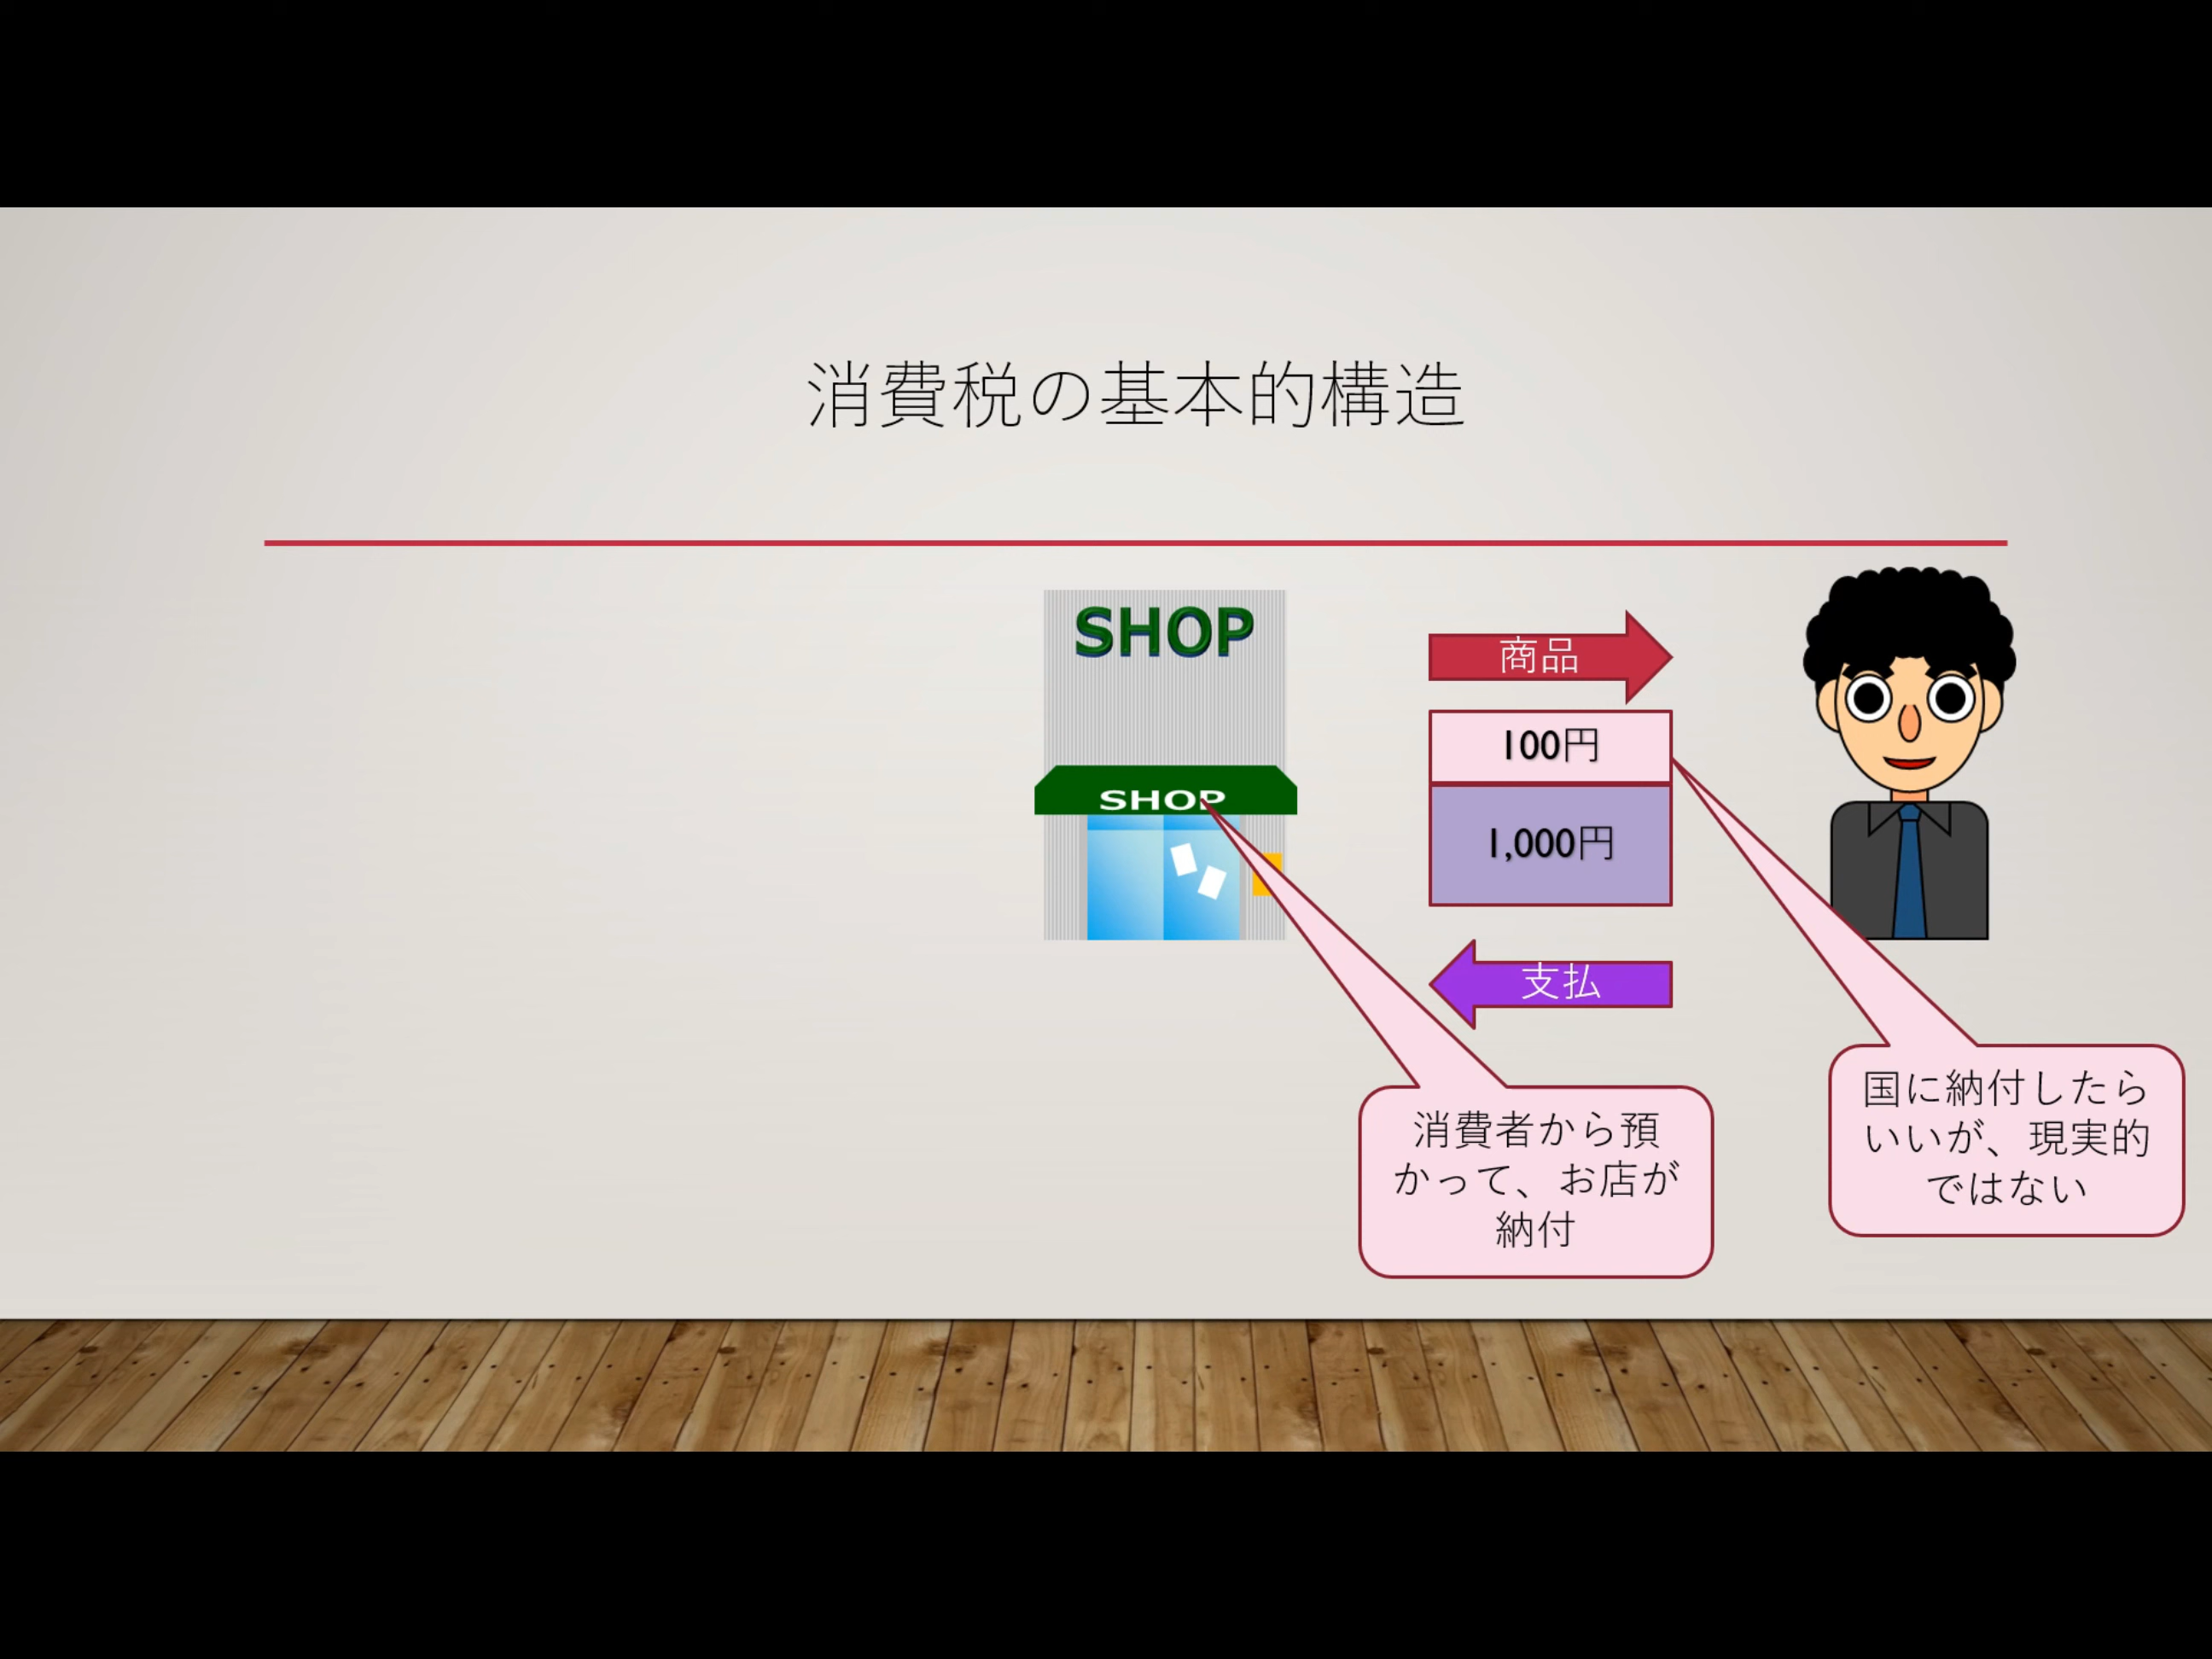 消費税の基本的構造
SHOP
SHOP
商品
100円
1,000円
支払
消費者から預
かって、お店が
納付
国に納付したら
いいが、現実的
ではない